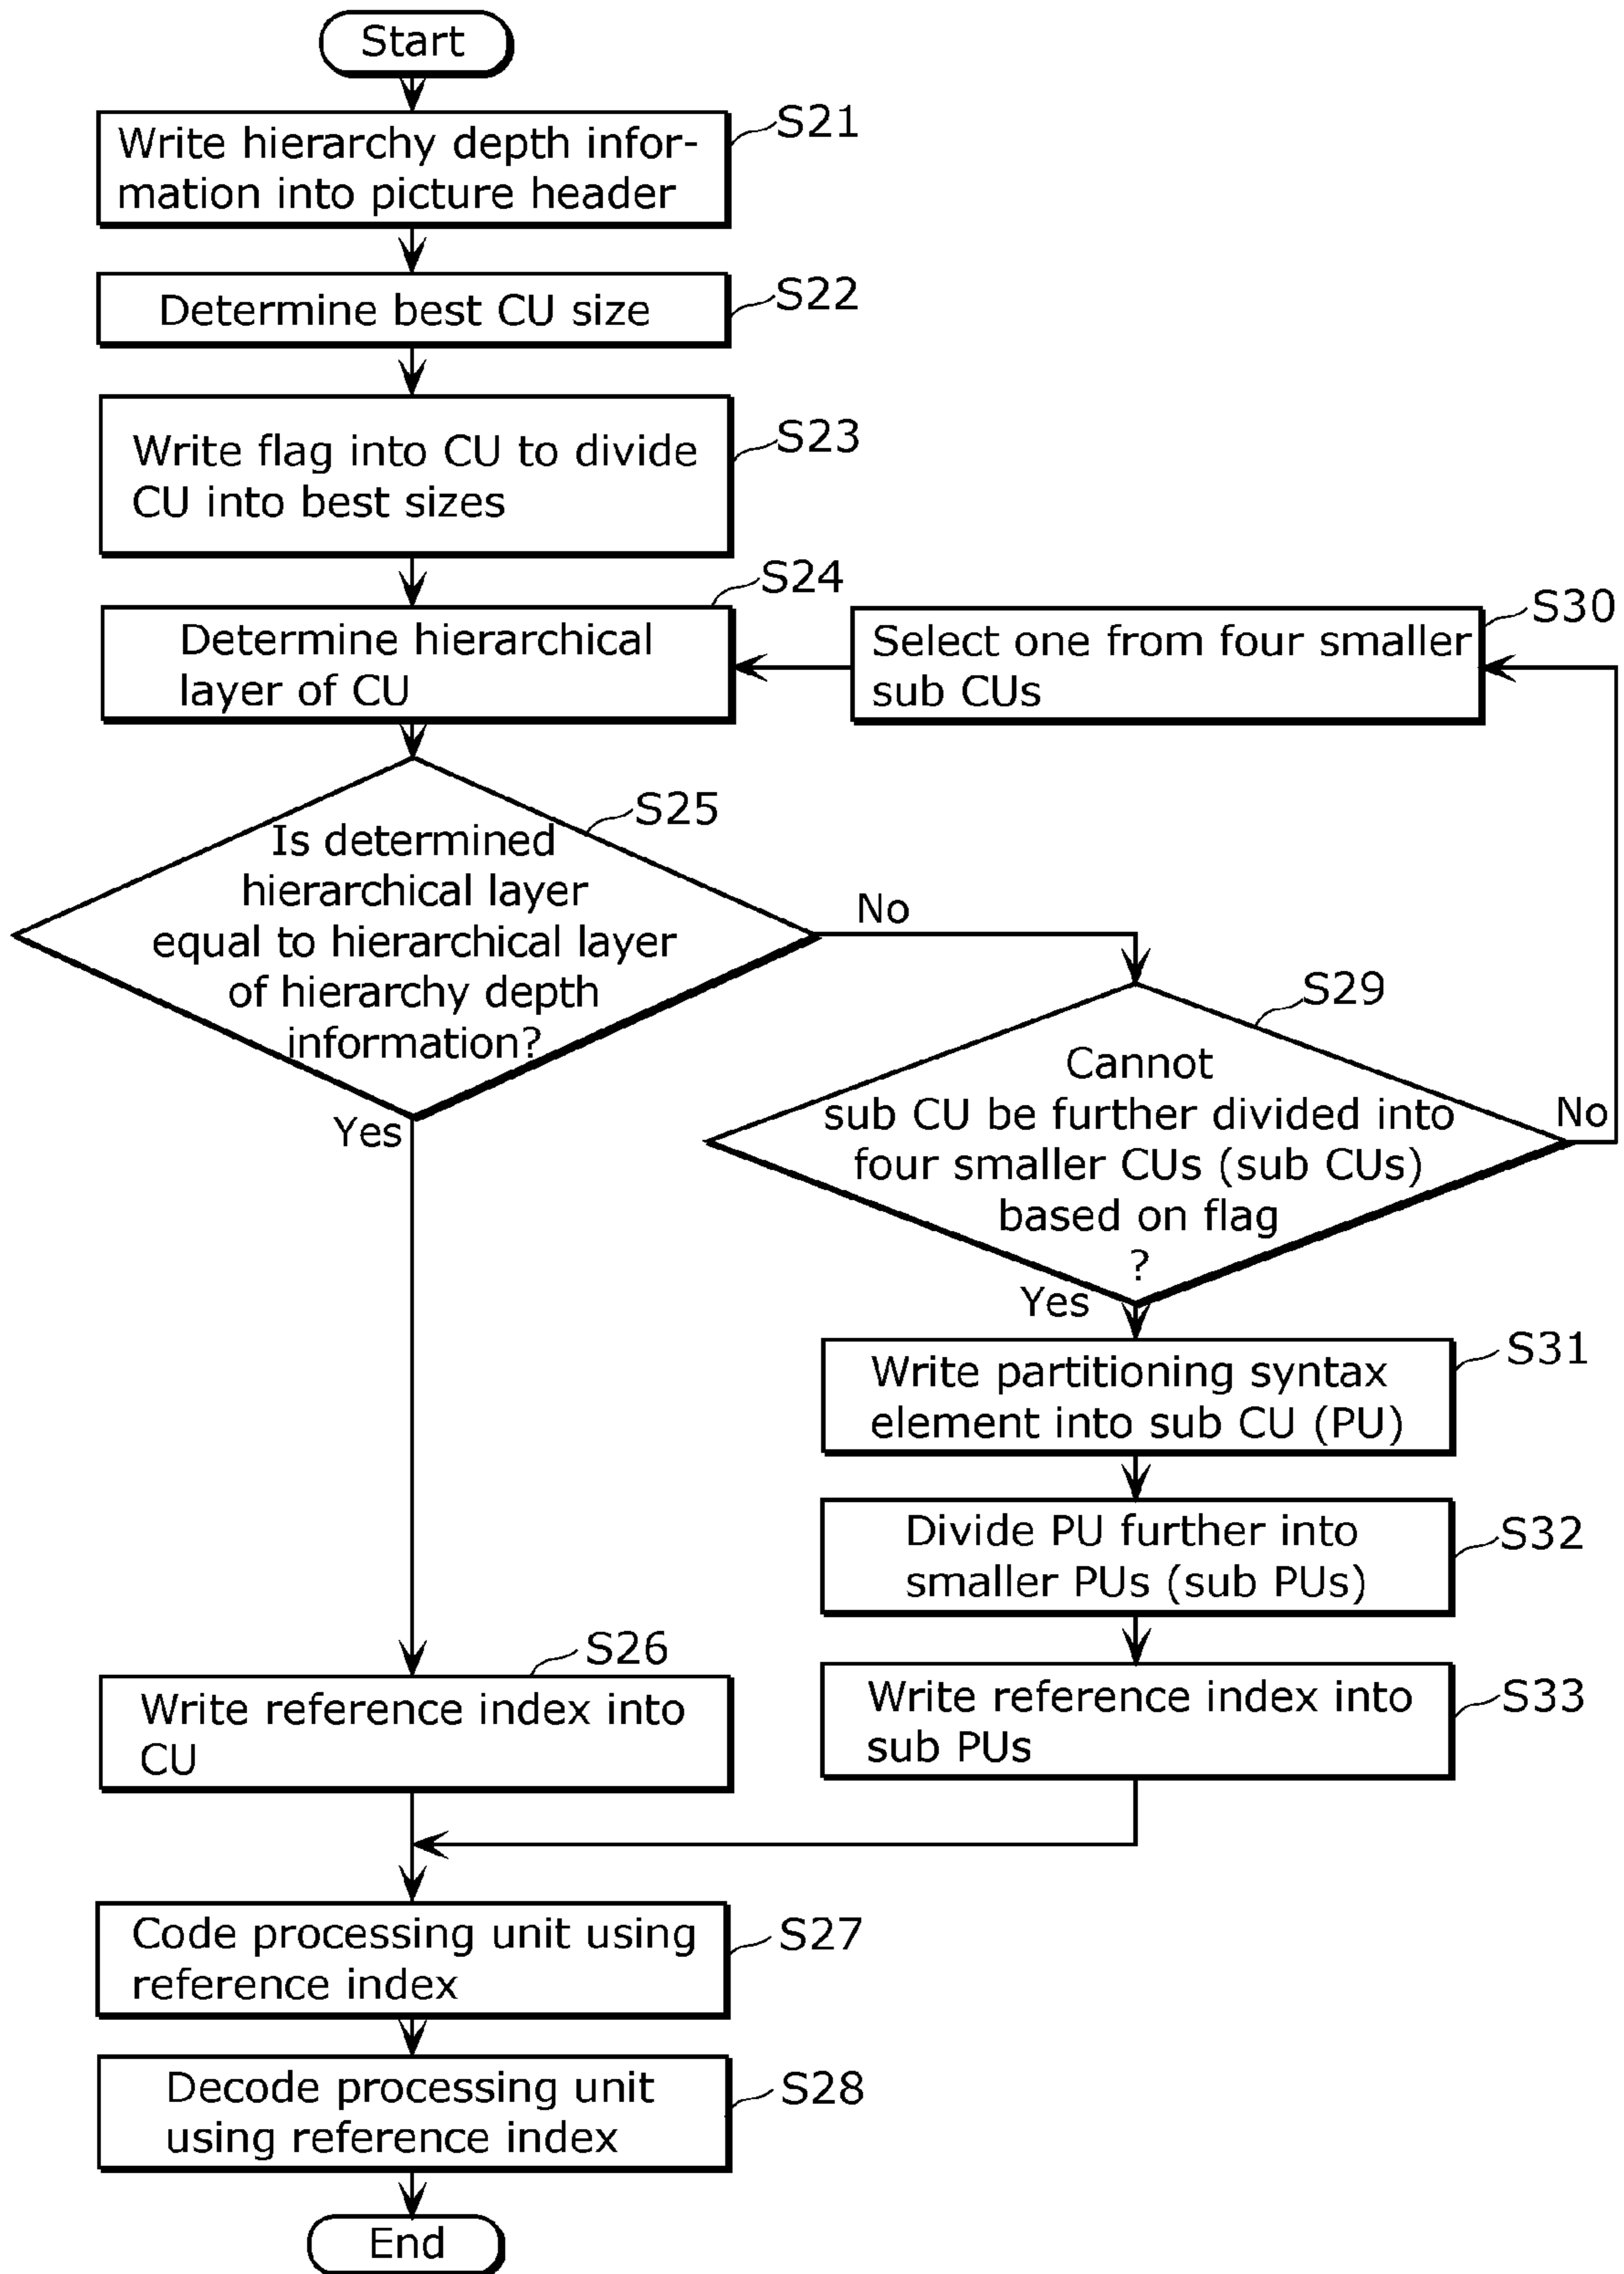 Start
S21
Write hierarchy depth infor-
mation into picture header
S22
Determine best CU size
S23
Write flag into CU to divide
CU into best sizes
S24
Determine hierarchical
layer of CU
S30
Select one from four smaller
sub CUs
S25
Is determined
hierarchical layer
equal to hierarchical layer
of hierarchy depth
information?
No
Yes
S29
Cannot
sub CU be further divided into
four smaller CUs (sub CUs)
based on flag
?
No
Yes
S31
Write partitioning syntax
element into sub CU (PU)
S32
Divide PU further into
smaller PUs (sub PUs)
S26
Write reference index into
CU
S33
Write reference index into
sub PUs
S27
Code processing unit using
reference index
S28
Decode processing unit
using reference index
End